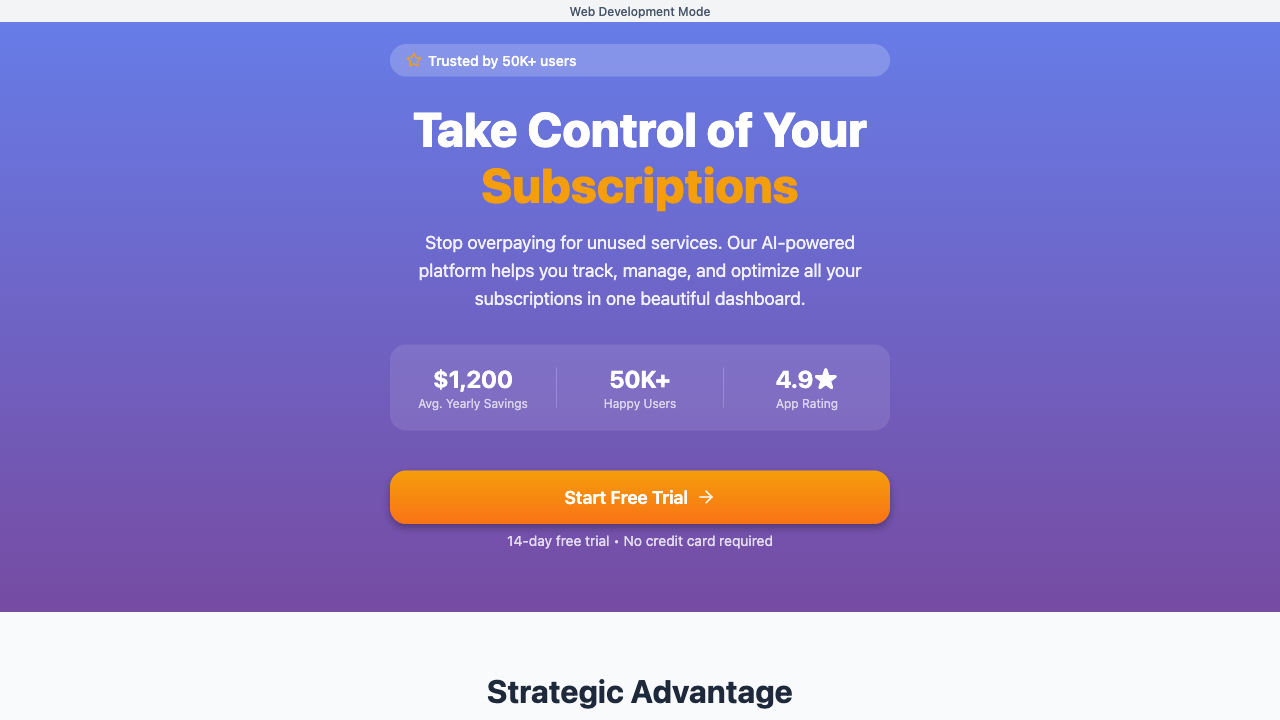 Web Development Mode
Trusted by 50K+ users
Take Control of Your
Subscriptions
Stop overpaying for unused services. Our AI-powered
platform helps you track, manage, and optimize all your
subscriptions in one beautiful dashboard.
$1,200
Avg. Yearly Savings
50K+
Happy Users
4.9★
App Rating
Start Free Trial →
14-day free trial • No credit card required
Strategic Advantage